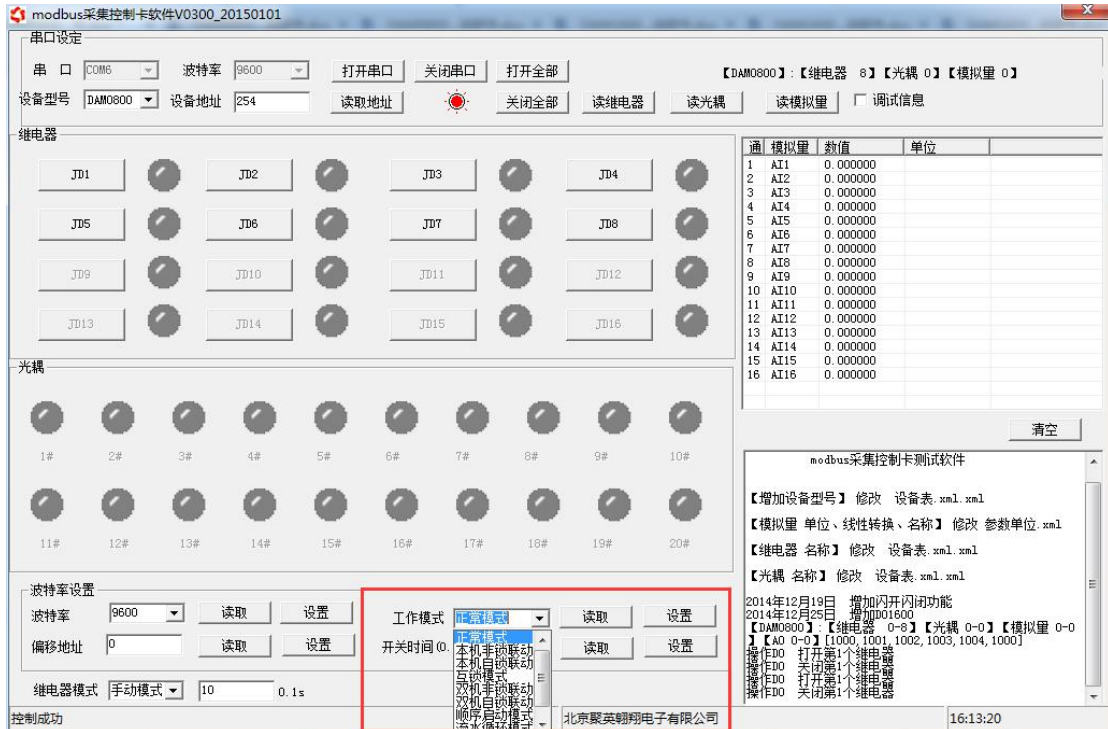 modbus采集控制卡软件V0300_20150101
串口设定
串 口 COM6 波特率 9600 打开串口 关闭串口 打开全部 【DAM0800】:【继电器 8】【光耦 0】【模拟量 0】
设备型号 DAM0800 设备地址 254 读取地址 关闭全部 读继电器 读光耦 读模拟量 调试信息
继电器
JD1 JD2 JD3 JD4
JD5 JD6 JD7 JD8
JD9 JD10 JD11 JD12
JD13 JD14 JD15 JD16
通 模拟量 数值 单位
1 AI1 0.000000
2 AI2 0.000000
3 AI3 0.000000
4 AI4 0.000000
5 AI5 0.000000
6 AI6 0.000000
7 AI7 0.000000
8 AI8 0.000000
9 AI9 0.000000
10 AI10 0.000000
11 AI11 0.000000
12 AI12 0.000000
13 AI13 0.000000
14 AI14 0.000000
15 AI15 0.000000
16 AI16 0.000000
清空
光耦
1# 2# 3# 4# 5# 6# 7# 8# 9# 10#
11# 12# 13# 14# 15# 16# 17# 18# 19# 20#
modbus采集控制卡测试软件
【增加设备型号】 修改 设备表.xml.xml
【模拟量 单位、线性转换、名称】 修改 参数单位.xml
【继电器 名称】 修改 设备表.xml.xml
【光耦 名称】 修改 设备表.xml.xml
2014年12月19日 增加闪开闪闭功能
2014年12月25日 增加DO1600
【DAM0800】:【继电器 0-8】【光耦 0-0】【模拟量 0-0
】【AO 0-0】[1000,1001,1002,1003,1004,1000]
操作DO 打开第1个继电器
操作DO 关闭第1个继电器
操作DO 打开第1个继电器
操作DO 关闭第1个继电器
波特率设置
波特率 9600 读取 设置
偏移地址 0 读取 设置
继电器模式 手动模式 10 0.1s
工作模式 正常模式 读取 设置
开关时间(0. 读取 设置
正常模式
本机非锁联动
本机自锁联动
互锁模式
双机非锁联动
双机自锁联动
顺序启动模式
流水循环模式
控制成功 北京聚英翱翔电子有限公司 16:13:20